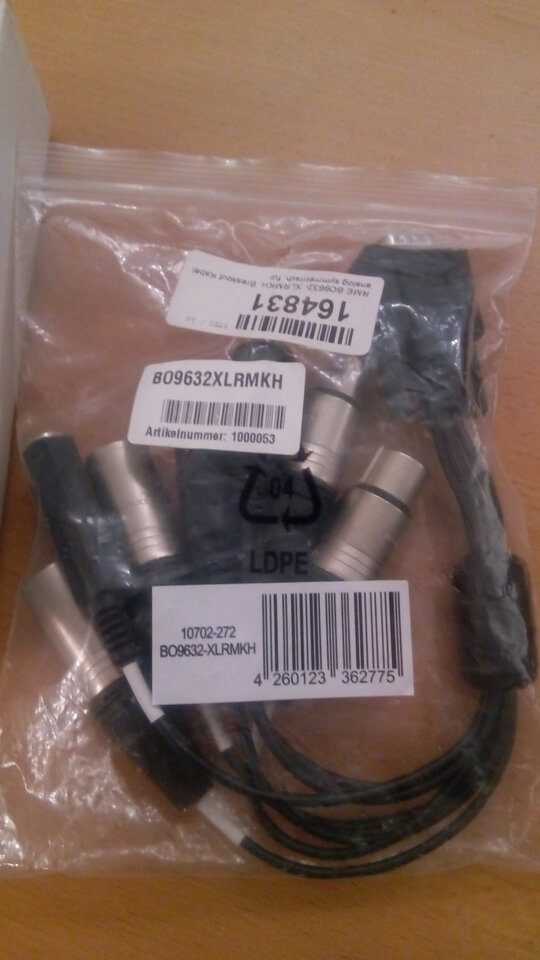 RME BO9632- XLRMKH, Breakout Kabel
analog symmetrisch, für
164831
BO9632XLRMKH
Artikelnummer: 1000053
04
LDPE
10702-272
BO9632-XLRMKH
4 260123 362775